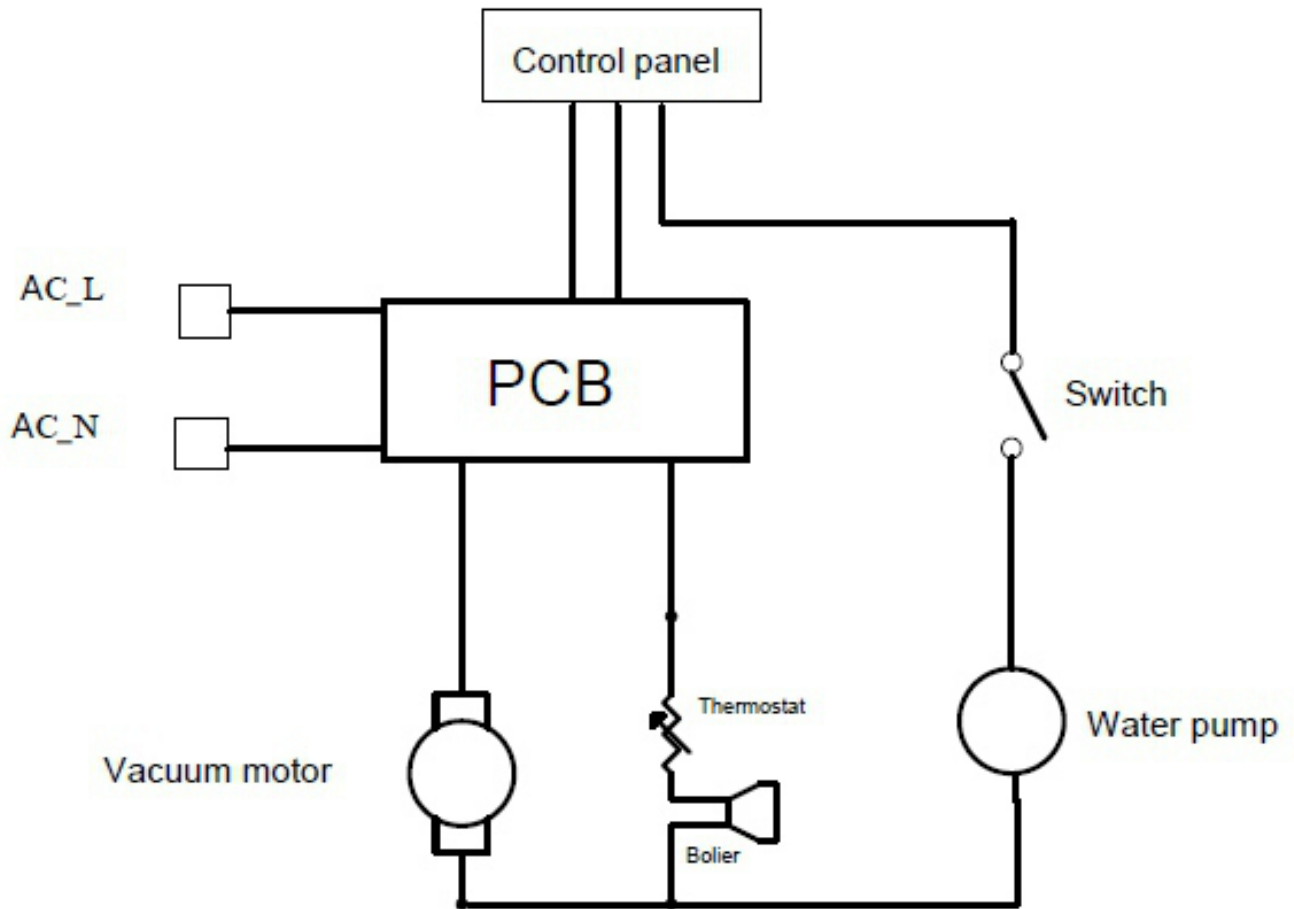 Control panel
AC_L
PCB
AC_N
Switch
Thermostat
Water pump
Vacuum motor
Bolier